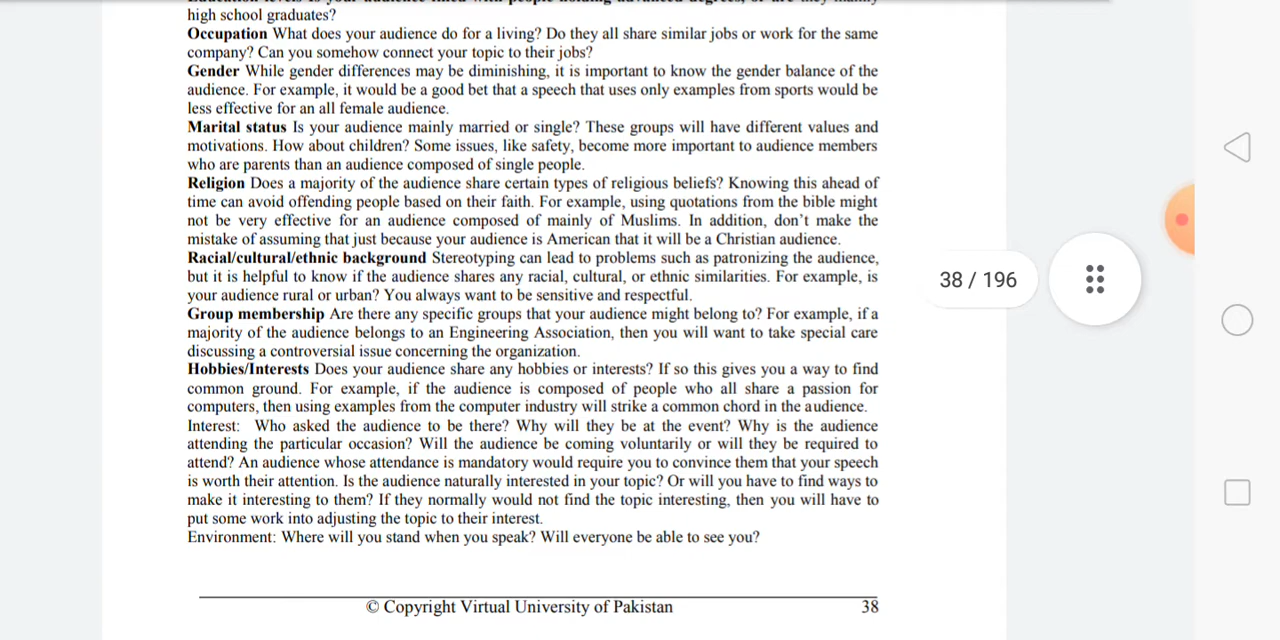 high school graduates?
Occupation What does your audience do for a living? Do they all share similar jobs or work for the same
company? Can you somehow connect your topic to their jobs?
Gender While gender differences may be diminishing, it is important to know the gender balance of the
audience. For example, it would be a good bet that a speech that uses only examples from sports would be
less effective for an all female audience.
Marital status Is your audience mainly married or single? These groups will have different values and
motivations. How about children? Some issues, like safety, become more important to audience members
who are parents than an audience composed of single people.
Religion Does a majority of the audience share certain types of religious beliefs? Knowing this ahead of
time can avoid offending people based on their faith. For example, using quotations from the bible might
not be very effective for an audience composed of mainly of Muslims. In addition, don't make the
mistake of assuming that just because your audience is American that it will be a Christian audience.
Racial/cultural/ethnic background Stereotyping can lead to problems such as patronizing the audience,
but it is helpful to know if the audience shares any racial, cultural, or ethnic similarities. For example, is
your audience rural or urban? You always want to be sensitive and respectful.
Group membership Are there any specific groups that your audience might belong to? For example, if a
majority of the audience belongs to an Engineering Association, then you will want to take special care
discussing a controversial issue concerning the organization.
Hobbies/Interests Does your audience share any hobbies or interests? If so this gives you a way to find
common ground. For example, if the audience is composed of people who all share a passion for
computers, then using examples from the computer industry will strike a common chord in the audience.
Interest: Who asked the audience to be there? Why will they be at the event? Why is the audience
attending the particular occasion? Will the audience be coming voluntarily or will they be required to
attend? An audience whose attendance is mandatory would require you to convince them that your speech
is worth their attention. Is the audience naturally interested in your topic? Or will you have to find ways to
make it interesting to them? If they normally would not find the topic interesting, then you will have to
put some work into adjusting the topic to their interest.
Environment: Where will you stand when you speak? Will everyone be able to see you?
© Copyright Virtual University of Pakistan 38
38 / 196